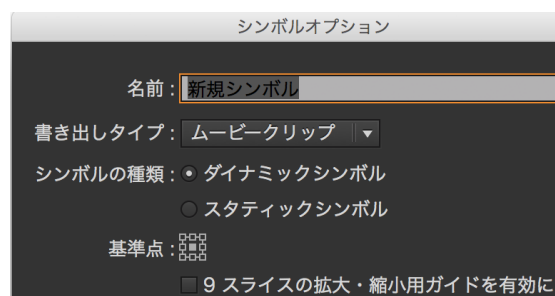 シンボルオプション
名前：新規シンボル
書き出しタイプ：ムービークリップ
シンボルの種類：ダイナミックシンボル
スタティックシンボル
基準点：
9 スライスの拡大・縮小用ガイドを有効に